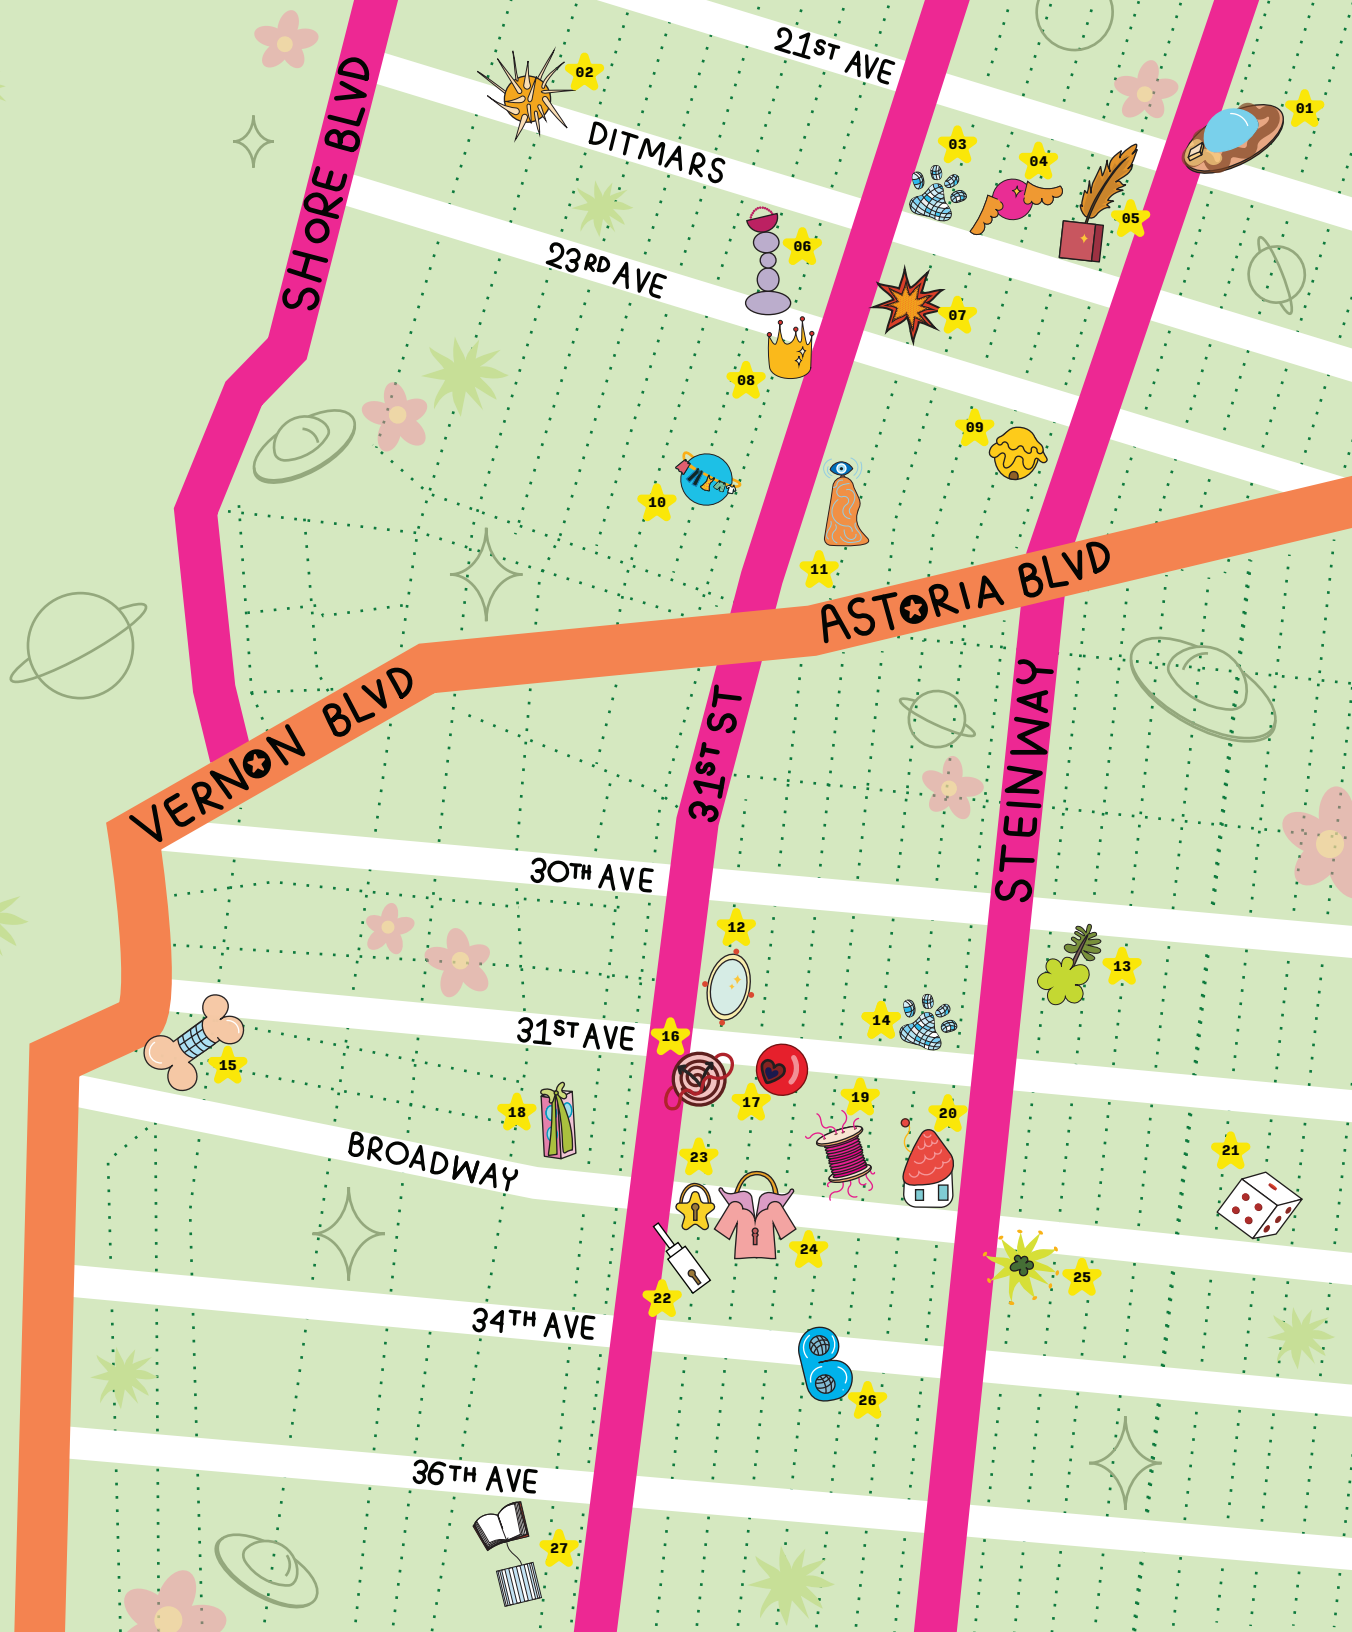 21ST AVE
SHORE BLVD
02
01
DITMARS
03
04
05
06
23RD AVE
07
08
09
10
11
ASTORIA BLVD
VERNON BLVD
31ST ST
STEINWAY
30TH AVE
12
13
14
31ST AVE
16
15
17
18
19
20
BROADWAY
23
21
24
25
22
34TH AVE
26
36TH AVE
27